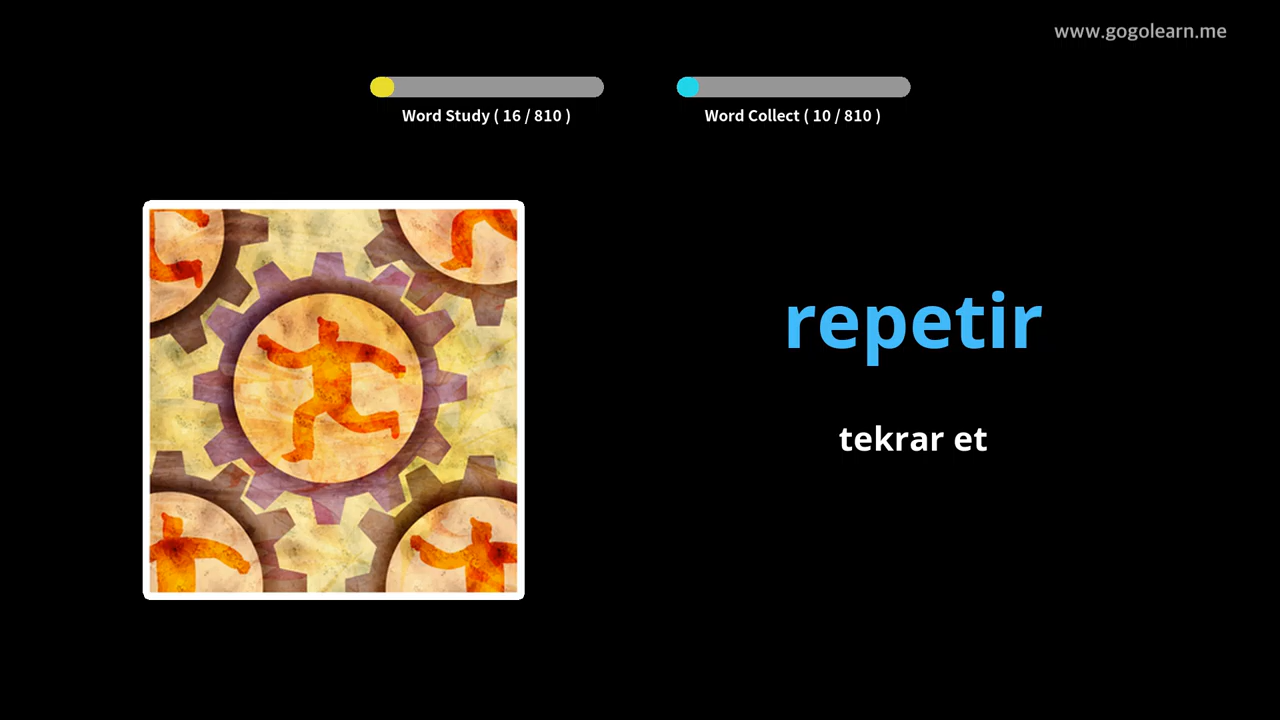 www.gogolearn.me
Word Study ( 16 / 810 )
Word Collect ( 10 / 810 )
repetir
tekrar et